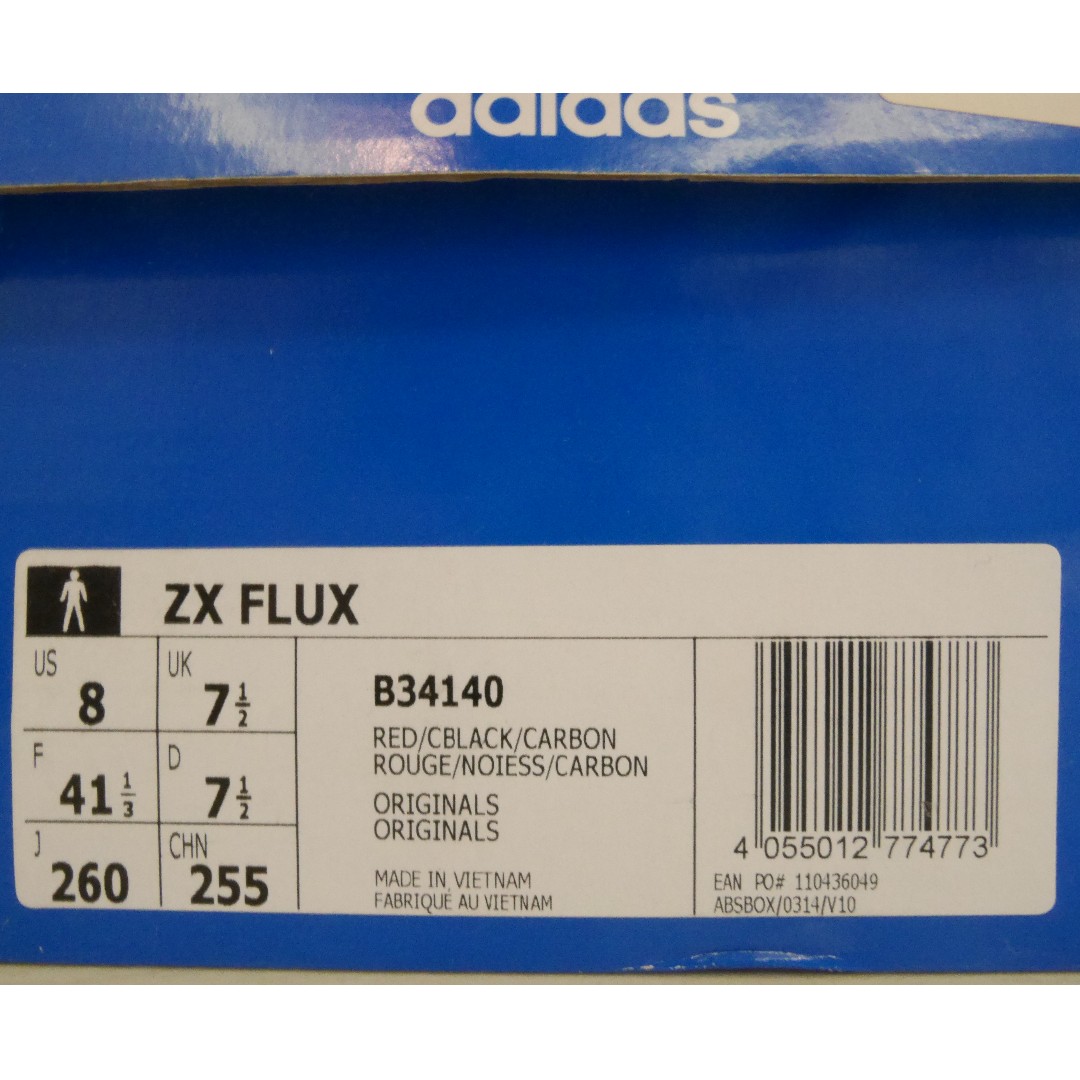 adidas
ZX FLUX
US
8
UK
7 1/2
F
41 1/3
D
7 1/2
J
260
CHN
255
B34140
RED/CBLACK/CARBON
ROUGE/NOIESS/CARBON
ORIGINALS
ORIGINALS
MADE IN VIETNAM
FABRIQUÉ AU VIETNAM
4 055012 774773
EAN PO# 110436049
ABSBOX/0314/V10